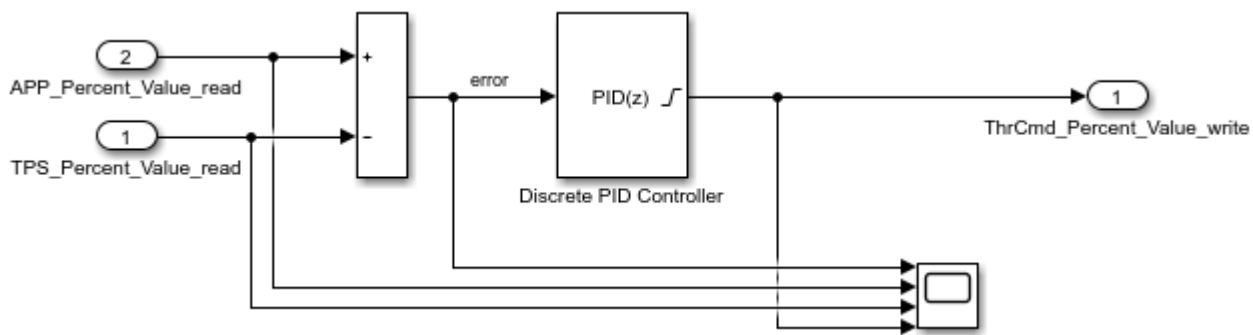 2
+
APP_Percent_Value_read
error
PID(z)
1
ThrCmd_Percent_Value_write
1
−
TPS_Percent_Value_read
Discrete PID Controller